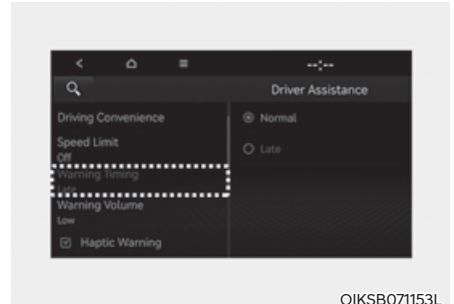 --:--
Driver Assistance
Driving Convenience
Speed Limit
Off
Warning Timing
Late
Warning Volume
Low
Haptic Warning
Normal
Late
OIKSB071153L